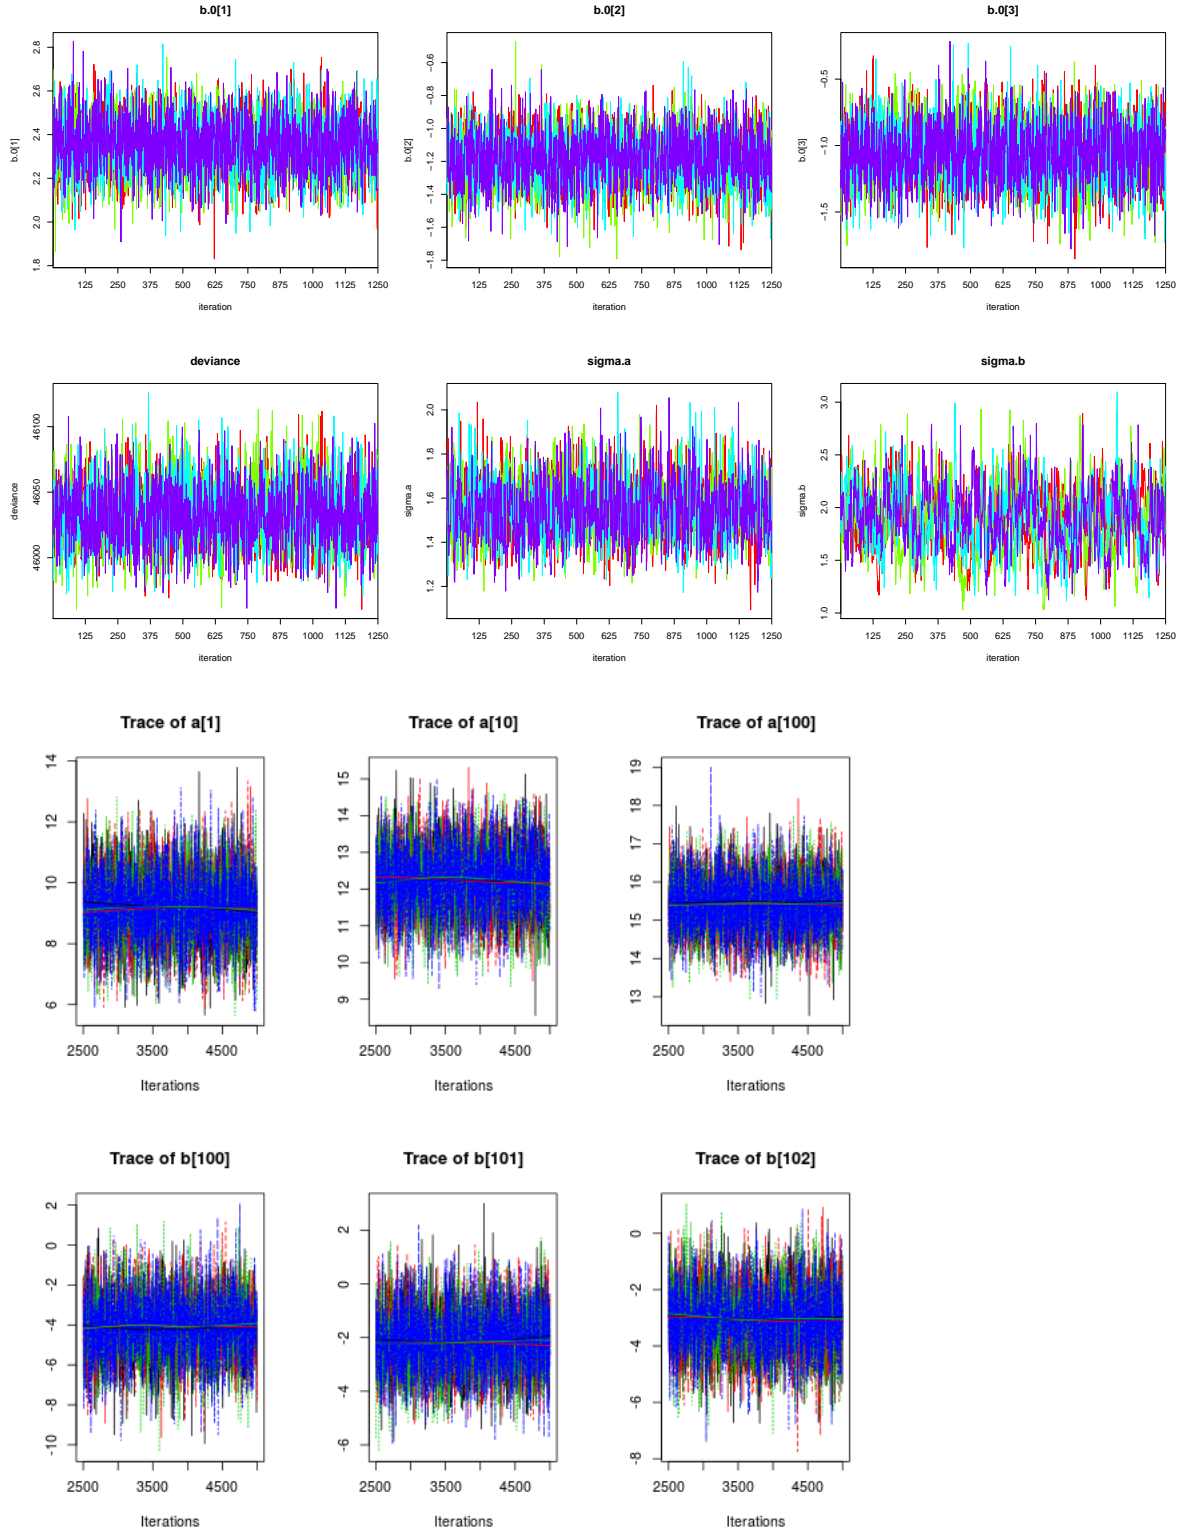 b.0[1] b.0[2] b.0[3]
b.0[1] 1.8 2.0 2.2 2.4 2.6 2.8
b.0[2] −1.8 −1.6 −1.4 −1.2 −1.0 −0.8 −0.6
b.0[3] −1.5 −1.0 −0.5
125 250 375 500 625 750 875 1000 1125 1250 125 250 375 500 625 750 875 1000 1125 1250 125 250 375 500 625 750 875 1000 1125 1250
iteration iteration iteration
deviance sigma.a sigma.b
deviance 46000 46050 46100
sigma.a 1.2 1.4 1.6 1.8 2.0
sigma.b 1.0 1.5 2.0 2.5 3.0
125 250 375 500 625 750 875 1000 1125 1250 125 250 375 500 625 750 875 1000 1125 1250 125 250 375 500 625 750 875 1000 1125 1250
iteration iteration iteration
Trace of a[1] Trace of a[10] Trace of a[100]
6 8 10 12 14
9 10 11 12 13 14 15
13 14 15 16 17 18 19
2500 3500 4500 2500 3500 4500 2500 3500 4500
Iterations Iterations Iterations
Trace of b[100] Trace of b[101] Trace of b[102]
-10 -8 -6 -4 -2 0 2
-6 -4 -2 0 2
-8 -6 -4 -2 0
2500 3500 4500 2500 3500 4500 2500 3500 4500
Iterations Iterations Iterations